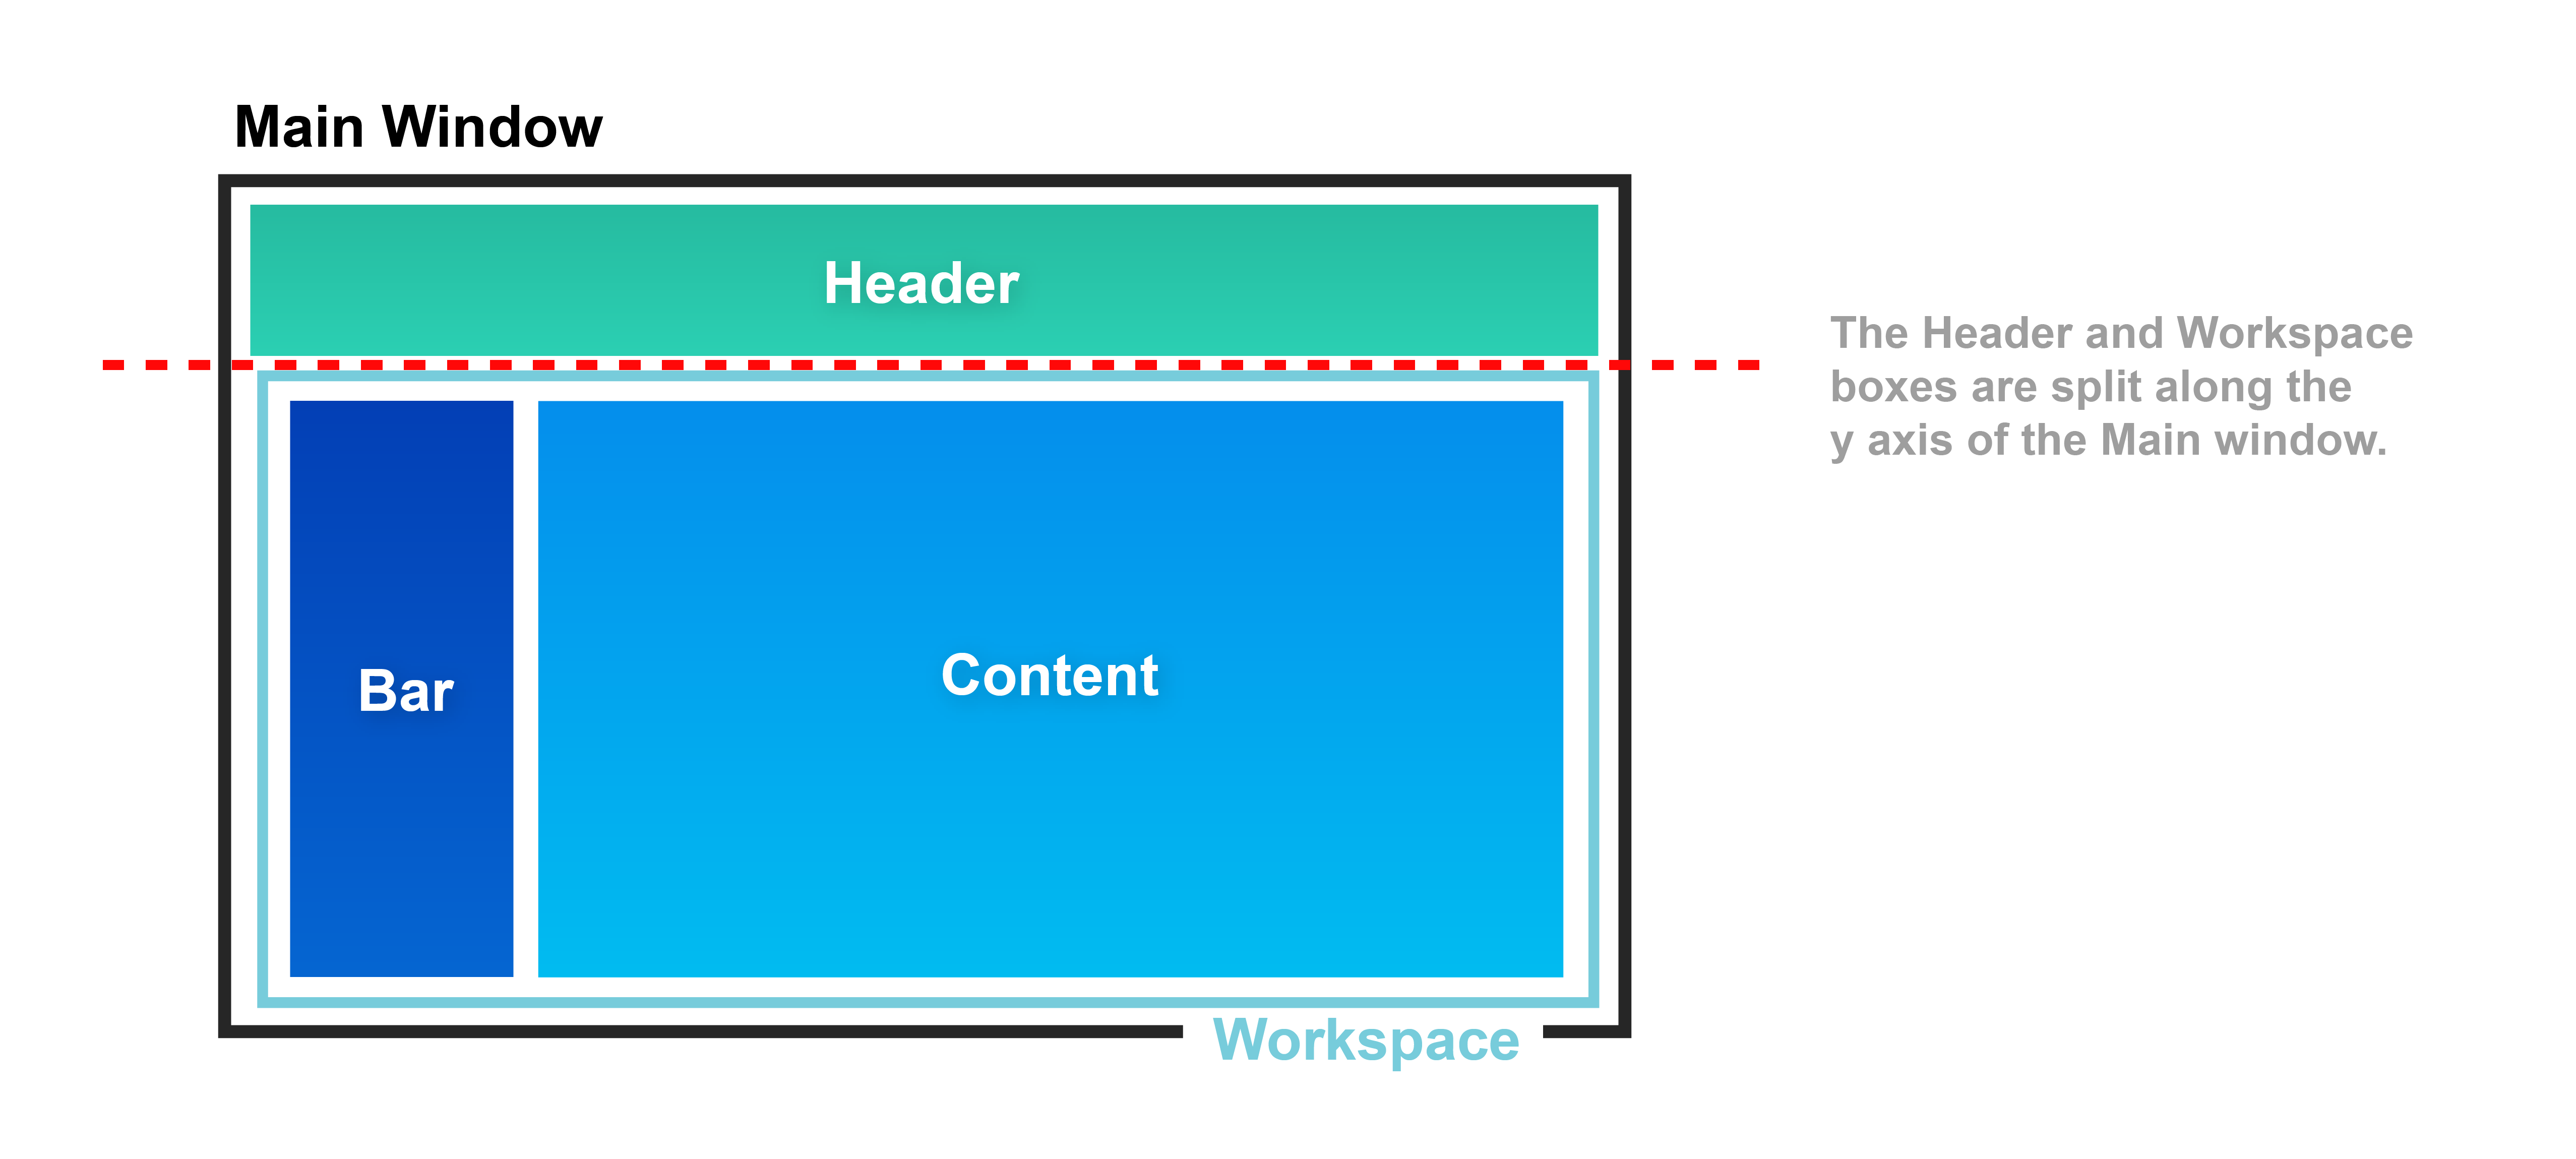 Main Window
Header
The Header and Workspace
boxes are split along the
y axis of the Main window.
Bar
Content
Workspace